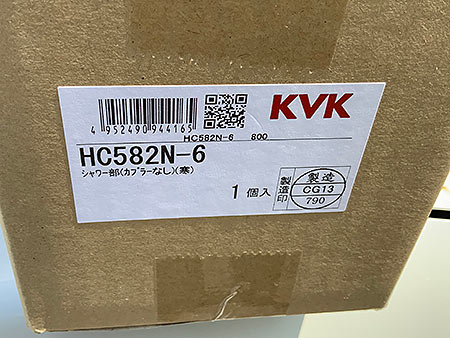 KVK
4 952490 944165
HC582N-6 800
HC582N-6
シャワー部(カプラーなし)(寒)
1個入
製造印
製造
CG13
790